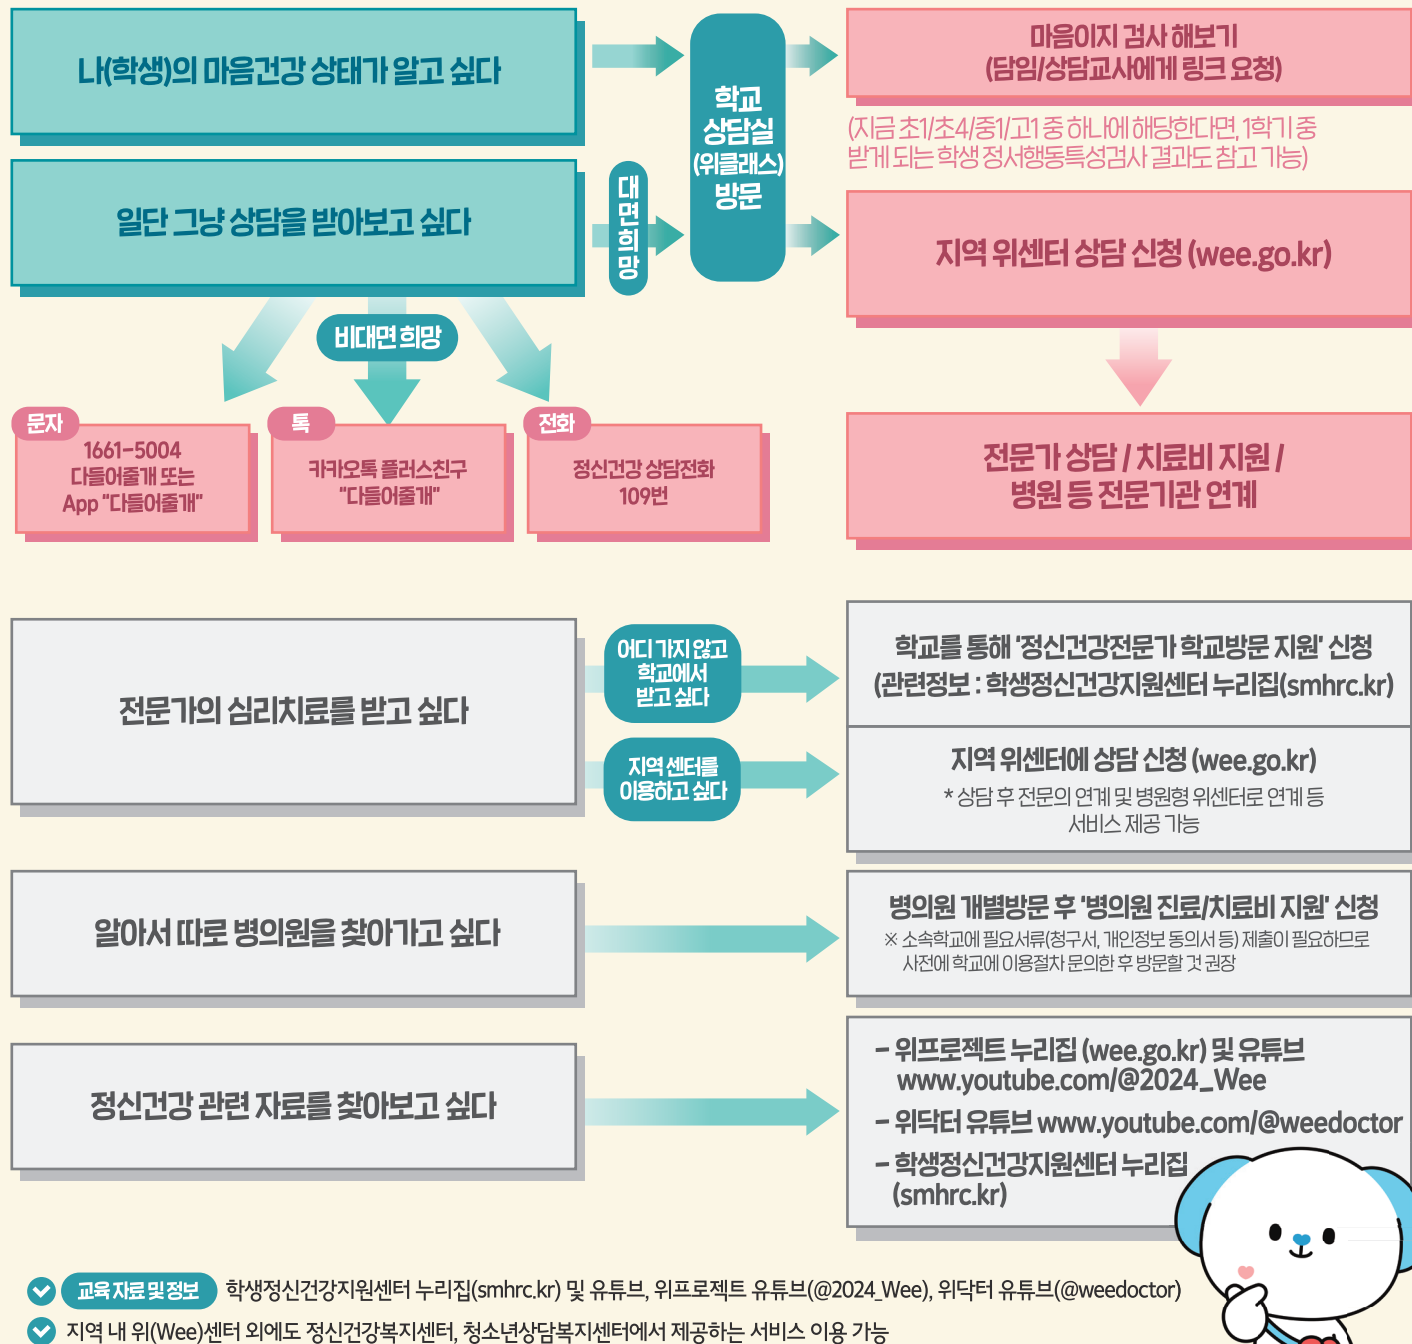 나(학생)의 마음건강 상태가 알고 싶다
학교
상담실
(위클래스)
방문
마음이지 검사 해보기
(담임/상담교사에게 링크 요청)
(지금 초1/초4/중1/고1 중 하나에 해당한다면, 1학기 중
받게 되는 학생 정서행동특성검사 결과도 참고 가능)
일단 그냥 상담을 받아보고 싶다
대면희망
지역 위센터 상담 신청 (wee.go.kr)
비대면 희망
문자
1661-5004
다들어줄개 또는
App "다들어줄개"
톡
카카오톡 플러스친구
"다들어줄개"
전화
정신건강 상담전화
109번
전문가 상담 / 치료비 지원 /
병원 등 전문기관 연계
전문가의 심리치료를 받고 싶다
어디 가지 않고
학교에서
받고 싶다
학교를 통해 '정신건강전문가 학교방문 지원' 신청
(관련정보 : 학생정신건강지원센터 누리집(smhrc.kr)
지역 센터를
이용하고 싶다
지역 위센터에 상담 신청 (wee.go.kr)
* 상담 후 전문의 연계 및 병원형 위센터로 연계 등
서비스 제공 가능
알아서 따로 병의원을 찾아가고 싶다
병의원 개별방문 후 '병의원 진료/치료비 지원' 신청
※ 소속학교에 필요서류(청구서, 개인정보 동의서 등) 제출이 필요하므로
사전에 학교에 이용절차 문의한 후 방문할 것 권장
정신건강 관련 자료를 찾아보고 싶다
- 위프로젝트 누리집 (wee.go.kr) 및 유튜브
www.youtube.com/@2024_Wee
- 위닥터 유튜브 www.youtube.com/@weedoctor
- 학생정신건강지원센터 누리집
(smhrc.kr)
교육 자료 및 정보 학생정신건강지원센터 누리집(smhrc.kr) 및 유튜브, 위프로젝트 유튜브(@2024_Wee), 위닥터 유튜브(@weedoctor)
지역 내 위(Wee)센터 외에도 정신건강복지센터, 청소년상담복지센터에서 제공하는 서비스 이용 가능